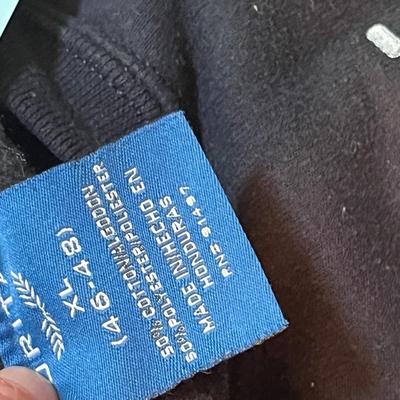 XL
(46-48)
50% COTTON/ALGODON
50% POLYESTER/POLIESTER
MADE IN/HECHO EN
HONDURAS
RN# 91497